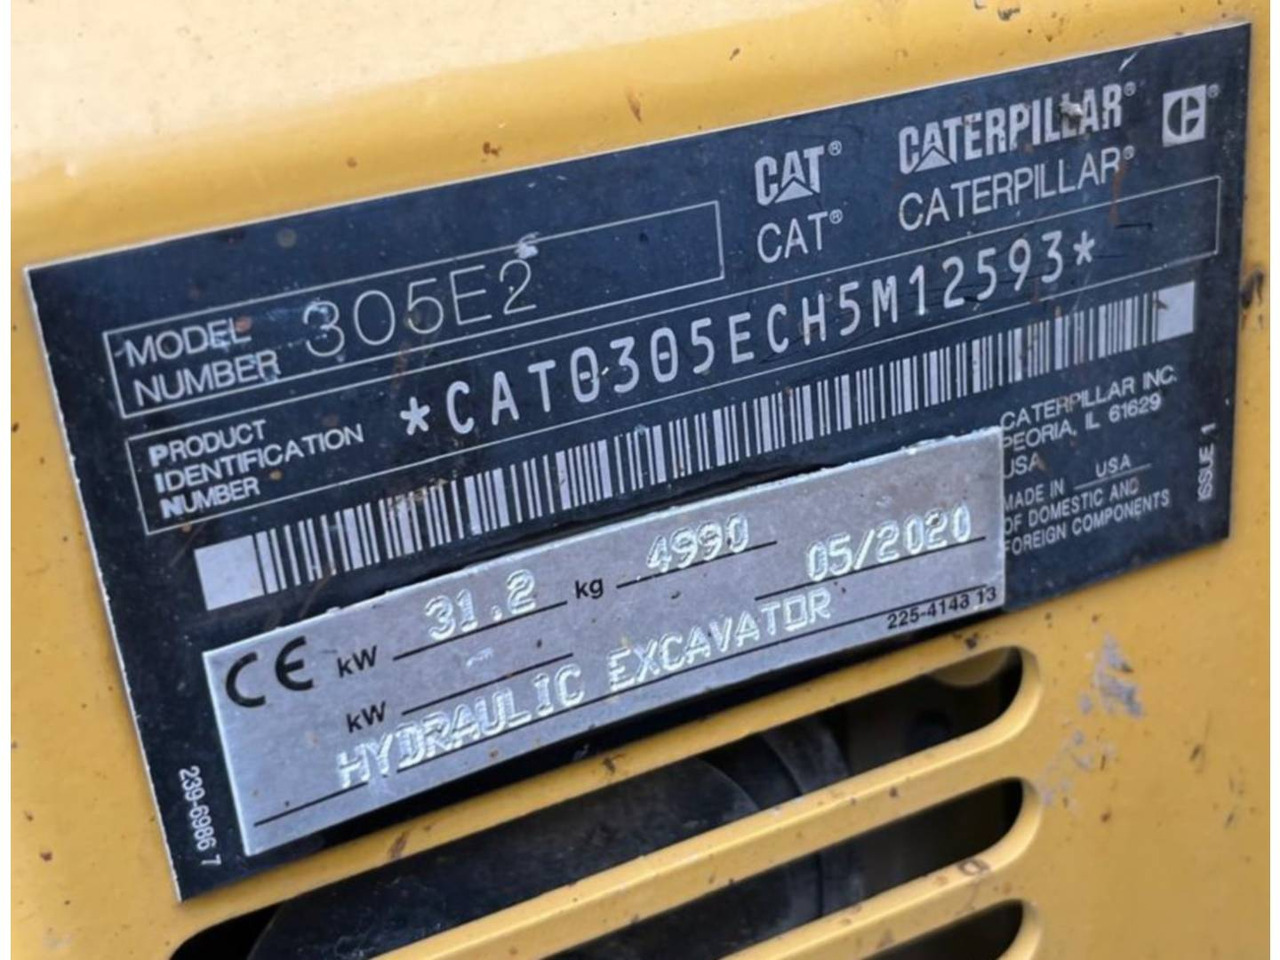 CAT® CATERPILLAR®
CAT® CATERPILLAR®
MODEL NUMBER 305E2
PRODUCT IDENTIFICATION NUMBER *CAT0305ECH5M12593*
CATERPILLAR INC.
PEORIA, IL 61629
USA
MADE IN USA
OF DOMESTIC AND
FOREIGN COMPONENTS
ISSUE 1
CE kW 31.2 kg 4990 05/2020
kW -
225-4143 13
HYDRAULIC EXCAVATOR
239-6986 7